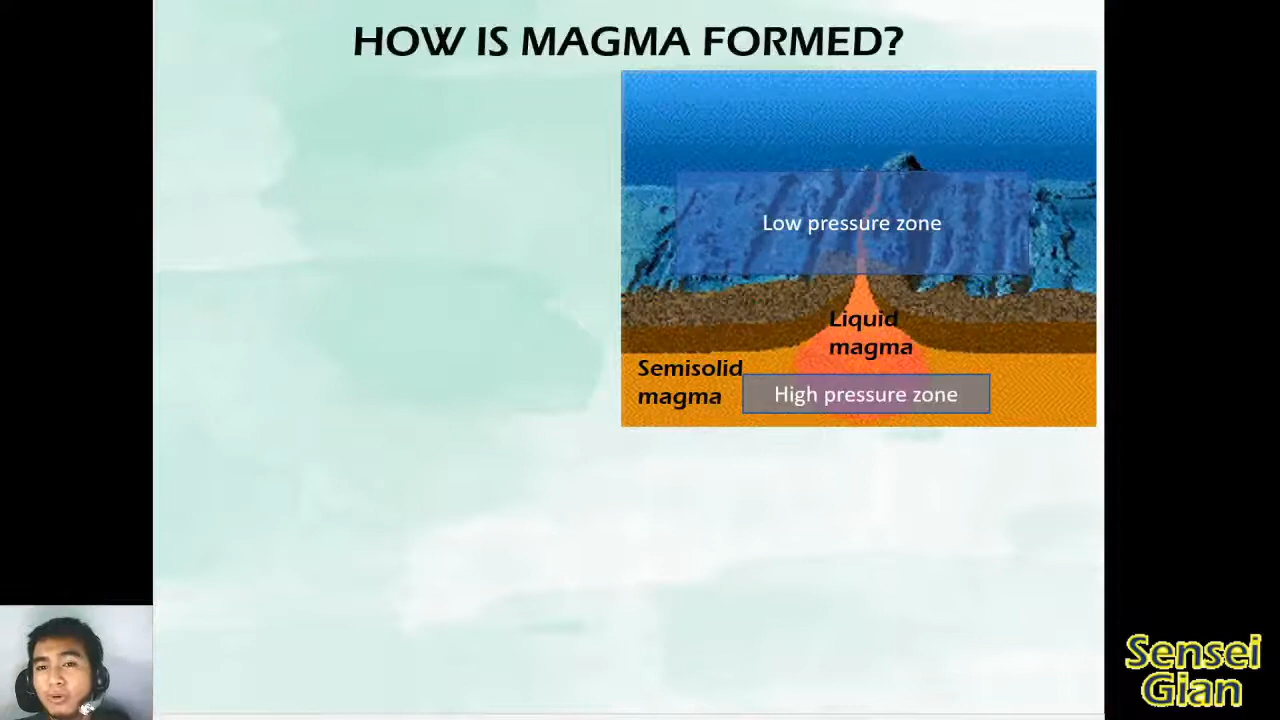 HOW IS MAGMA FORMED?
Low pressure zone
Liquid
magma
Semisolid
magma
High pressure zone
Sensei
Gian